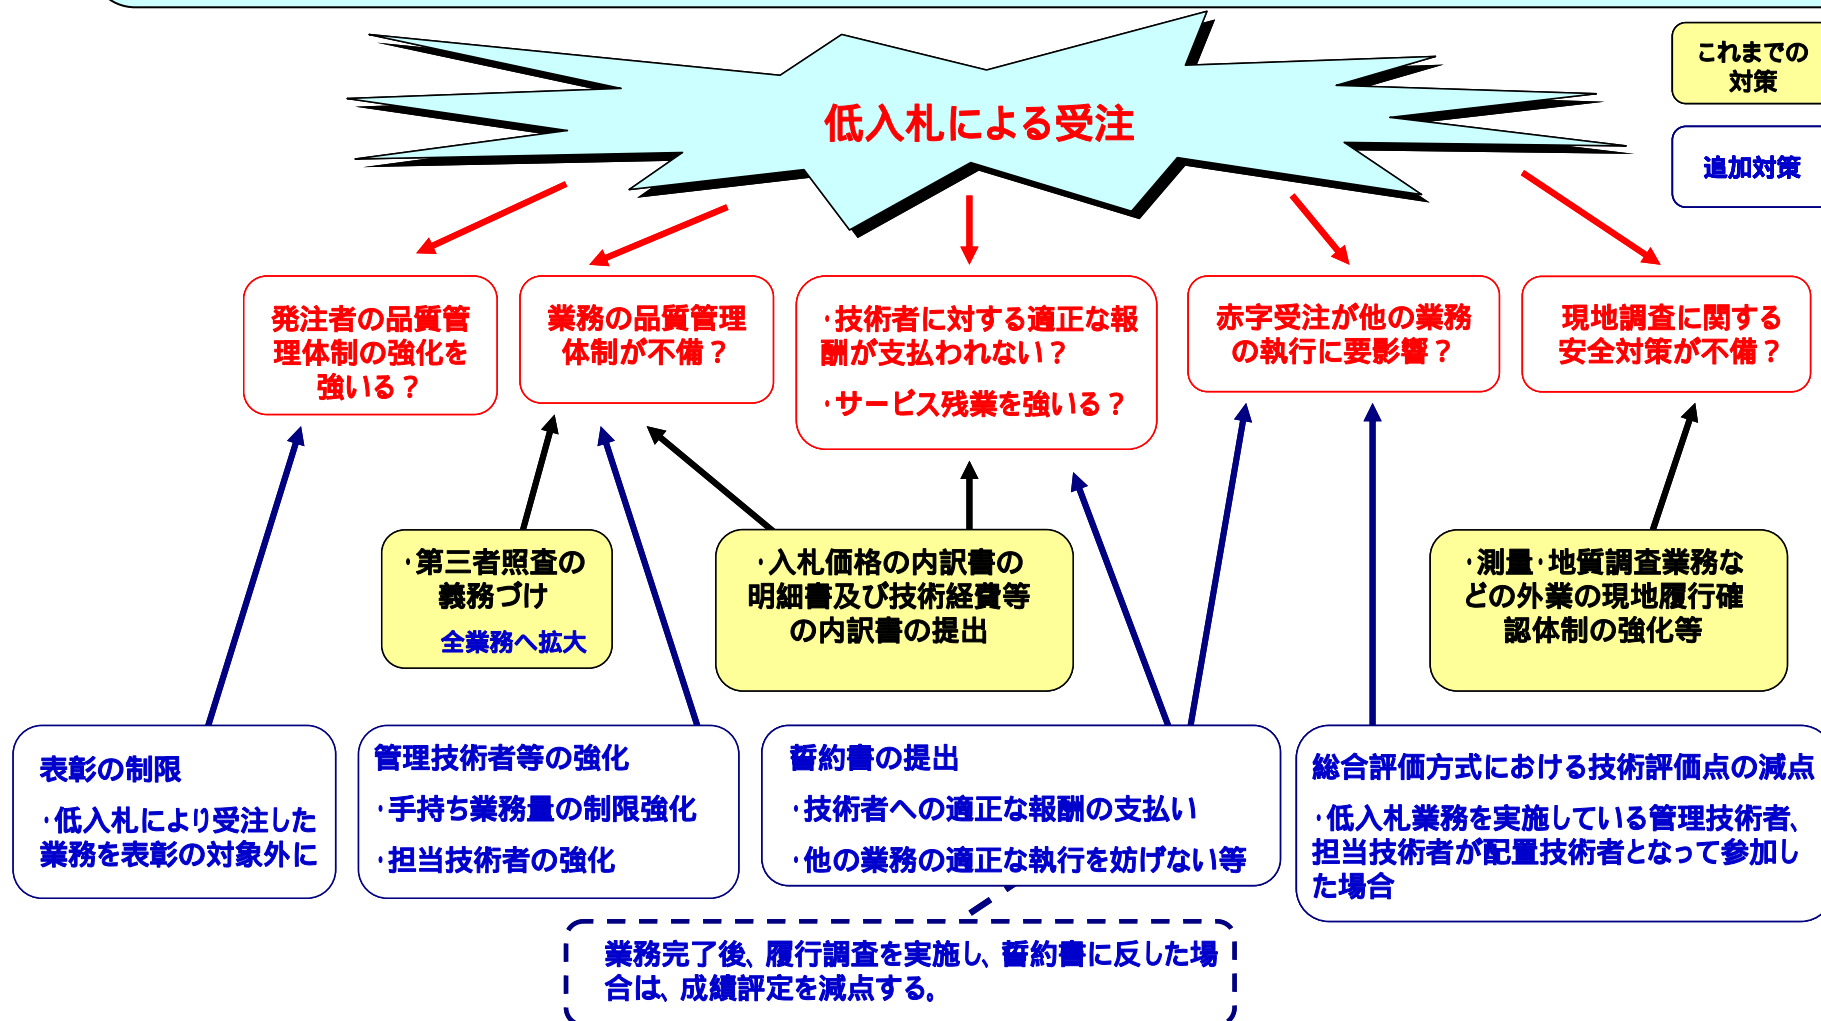 低入札による受注
これまでの
対策
追加対策
発注者の品質管
理体制の強化を
強いる？
業務の品質管理
体制が不備？
・技術者に対する適正な報
酬が支払われない？
・サービス残業を強いる？
赤字受注が他の業務
の執行に要影響？
現地調査に関する
安全対策が不備？
・第三者照査の
義務づけ
全業務へ拡大
・入札価格の内訳書の
明細書及び技術経費等
の内訳書の提出
・測量・地質調査業務な
どの外業の現地履行確
認体制の強化等
表彰の制限
・低入札により受注した
業務を表彰の対象外に
管理技術者等の強化
・手持ち業務量の制限強化
・担当技術者の強化
誓約書の提出
・技術者への適正な報酬の支払い
・他の業務の適正な執行を妨げない等
総合評価方式における技術評価点の減点
・低入札業務を実施している管理技術者、
担当技術者が配置技術者となって参加し
た場合
業務完了後、履行調査を実施し、誓約書に反した場
合は、成績評定を減点する。